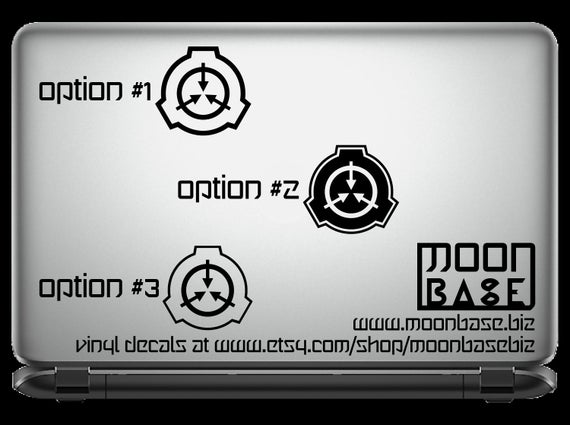 option #1
option #2
option #3
MOON
BASE
www.moonbase.biz
vinyl decals at www.etsy.com/shop/moonbasebiz